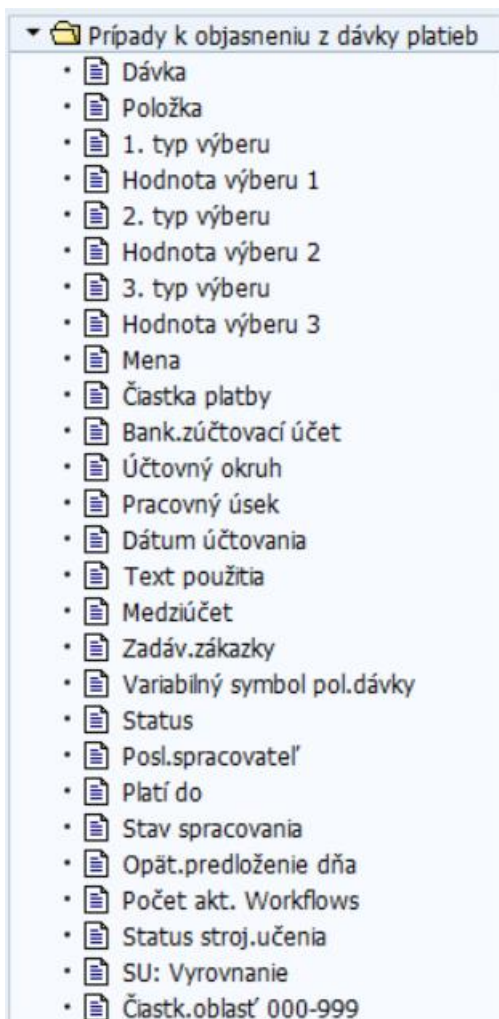 Prípady k objasneniu z dávky platieb
Dávka
Položka
1. typ výberu
Hodnota výberu 1
2. typ výberu
Hodnota výberu 2
3. typ výberu
Hodnota výberu 3
Mena
Čiastka platby
Bank.zúčtovací účet
Účtovný okruh
Pracovný úsek
Dátum účtovania
Text použitia
Medziúčet
Zadáv.zákazky
Variabilný symbol pol.dávky
Status
Posl.spracovateľ
Platí do
Stav spracovania
Opät.predloženie dňa
Počet akt. Workflows
Status stroj.učenia
SU: Vyrovnanie
Čiastk.oblasť 000-999